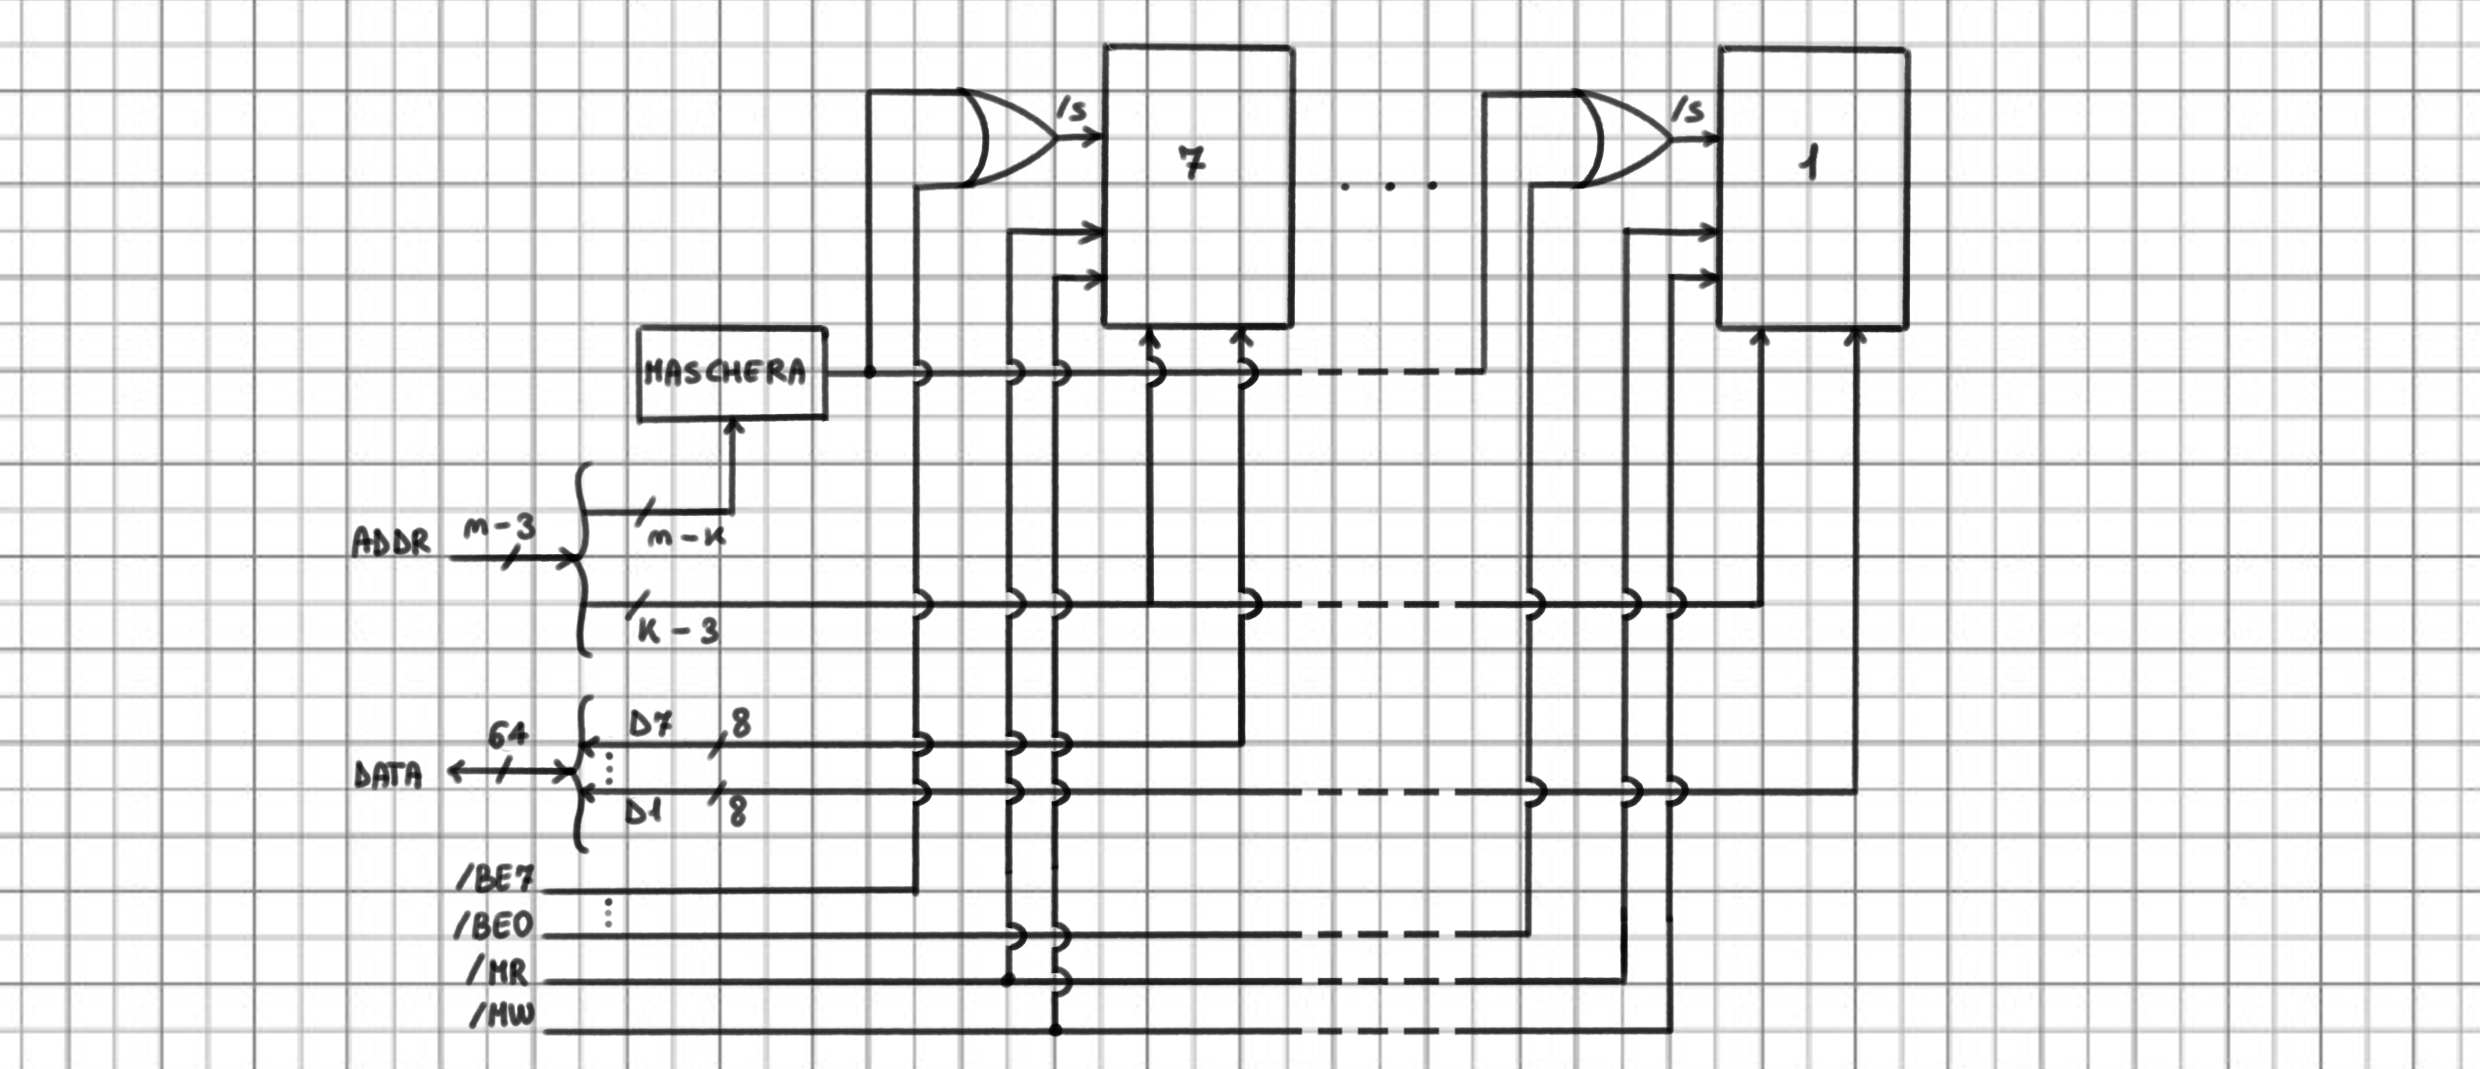 /S
7
. . .
/S
1
MASCHERA
ADDR
m-3
m-K
K-3
DATA
64
D7
8
D1
8
/BE7
/BE0
/MR
/MW